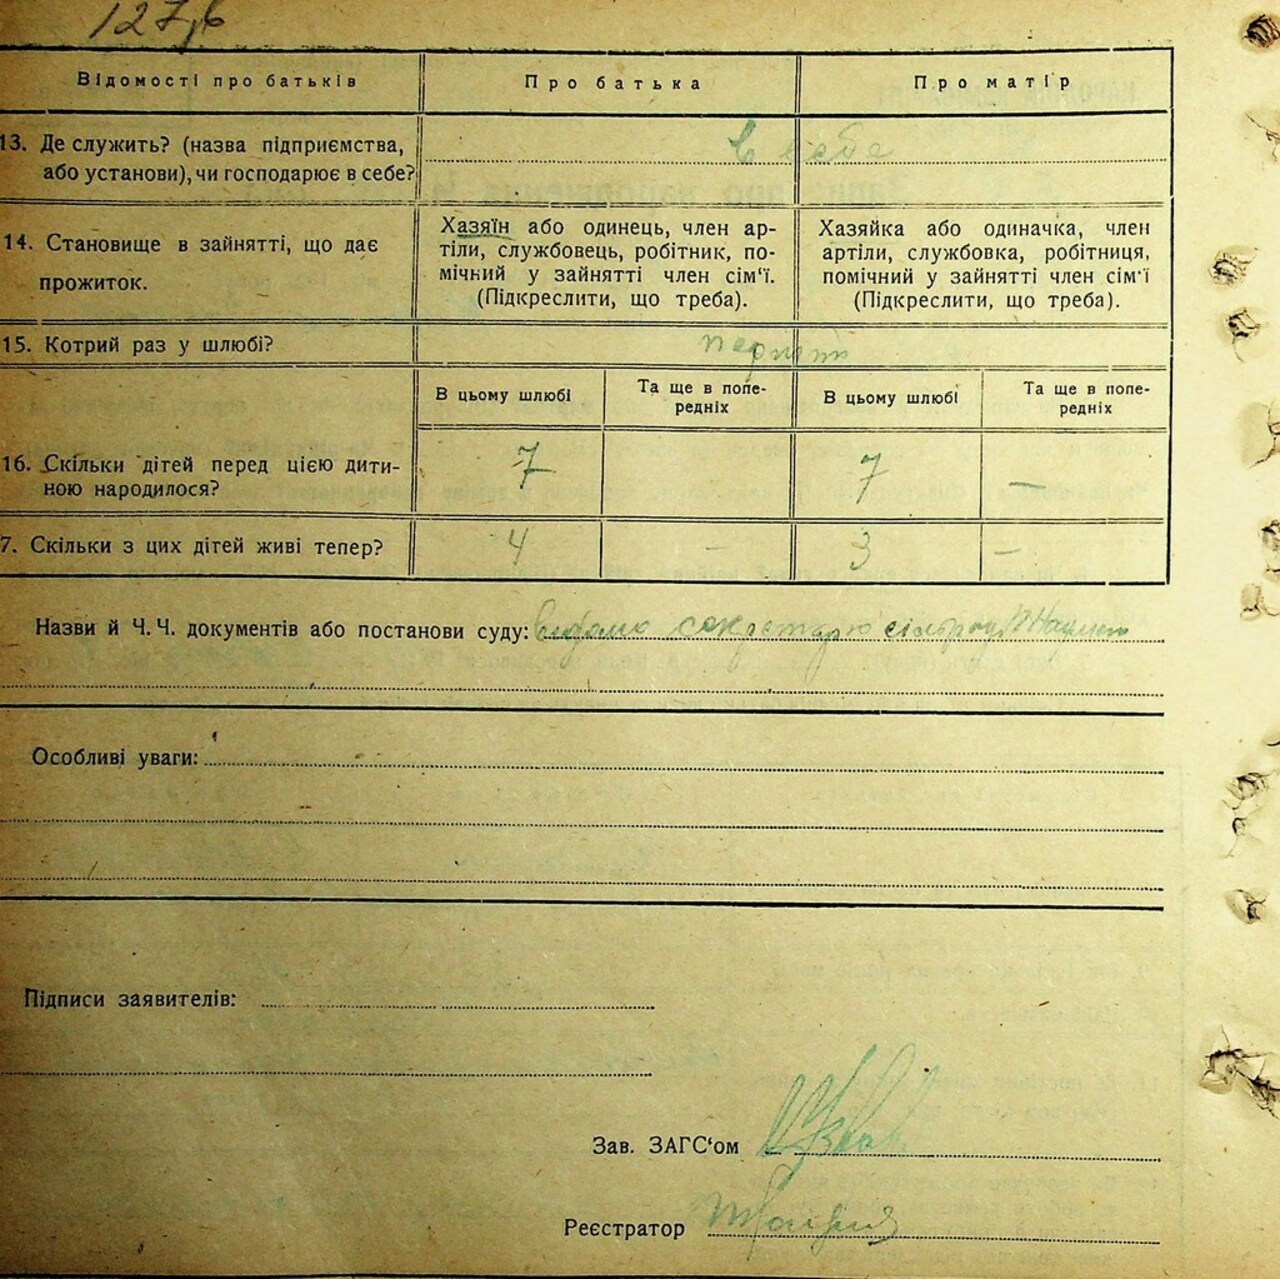 127
Відомості про батьків
Про батька
Про матір
13. Де служить? (назва підприємства,
або установи), чи господарює в себе?
в себе
14. Становище в зайнятті, що дає
прожиток.
Хазяїн або одинець, член ар-
тіли, службовець, робітник, по-
мічний у зайнятті член сім‘ї.
(Підкреслити, що треба).
Хазяйка або одиначка, член
артіли, службовка, робітниця,
помічний у зайнятті член сім‘ї
(Підкреслити, що треба).
15. Котрий раз у шлюбі?
В цьому шлюбі
Та ще в попе-
редніх
В цьому шлюбі
Та ще в попе-
редніх
16. Скільки дітей перед цією дити-
ною народилося?
7
7 —
7. Скільки з цих дітей живі тепер?
4 —
3 —
Назви й Ч.Ч. документів або постанови суду: Видомо секретарю
Особливі уваги:
Підписи заявителів:
Зав. ЗАГС‘ом
Реєстратор